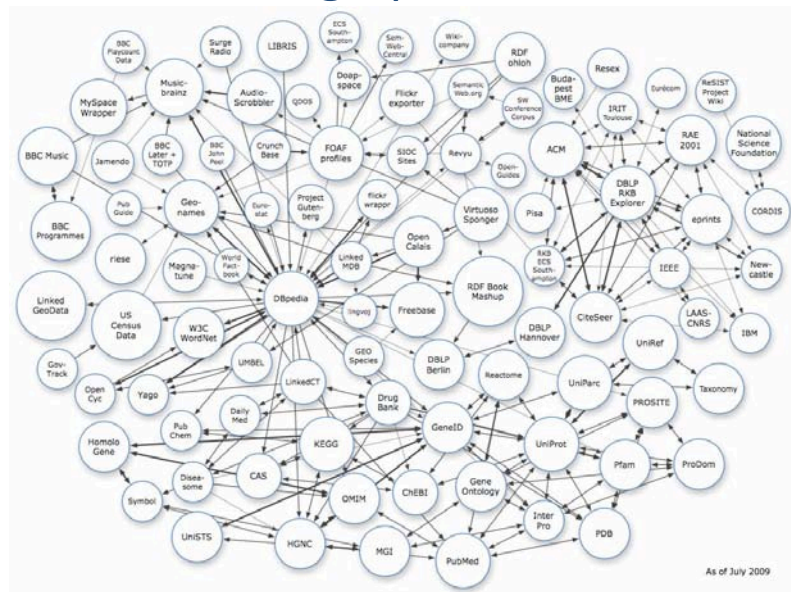 BBC
Playcount
Data
Surge
Radio
LIBRIS
ECS
South-
ampton
Sem-
Web-
Central
Wiki-
company
RDF
ohloh
Resex
Music-
brainz
Doap-
space
Semantic
Web.org
Buda-
pest
BME
Eurécom
ReSIST
Project
Wiki
MySpace
Wrapper
Audio-
Scrobbler
QDOS
Flickr
exporter
SW
Conference
Corpus
IRIT
Toulouse
BBC Music
Jamendo
BBC
Later +
TOTP
BBC
John
Peel
Crunch
Base
FOAF
profiles
SIOC
Sites
Revyu
Open-
Guides
ACM
RAE
2001
National
Science
Foundation
DBLP
RKB
Explorer
BBC
Programmes
Pub
Guide
Geo-
names
Euro-
stat
Project
Guten-
berg
flickr
wrappr
Virtuoso
Sponger
Pisa
eprints
CORDIS
riese
Magna-
tune
World
Fact-
book
Linked
MDB
Open
Calais
RKB
ECS
South-
ampton
IEEE
New-
castle
Linked
GeoData
US
Census
Data
W3C
WordNet
DBpedia
lingvoj
Freebase
RDF Book
Mashup
DBLP
Hannover
CiteSeer
LAAS-
CNRS
IBM
Gov-
Track
Open
Cyc
Yago
UMBEL
GEO
Species
DBLP
Berlin
Reactome
UniRef
UniParc
Taxonomy
LinkedCT
Drug
Bank
PROSITE
Daily
Med
Pub
Chem
Homolo
Gene
KEGG
GeneID
UniProt
Pfam
ProDom
Symbol
Disea-
some
CAS
OMIM
ChEBI
Gene
Ontology
Inter
Pro
PDB
UniSTS
HGNC
MGI
PubMed
As of July 2009